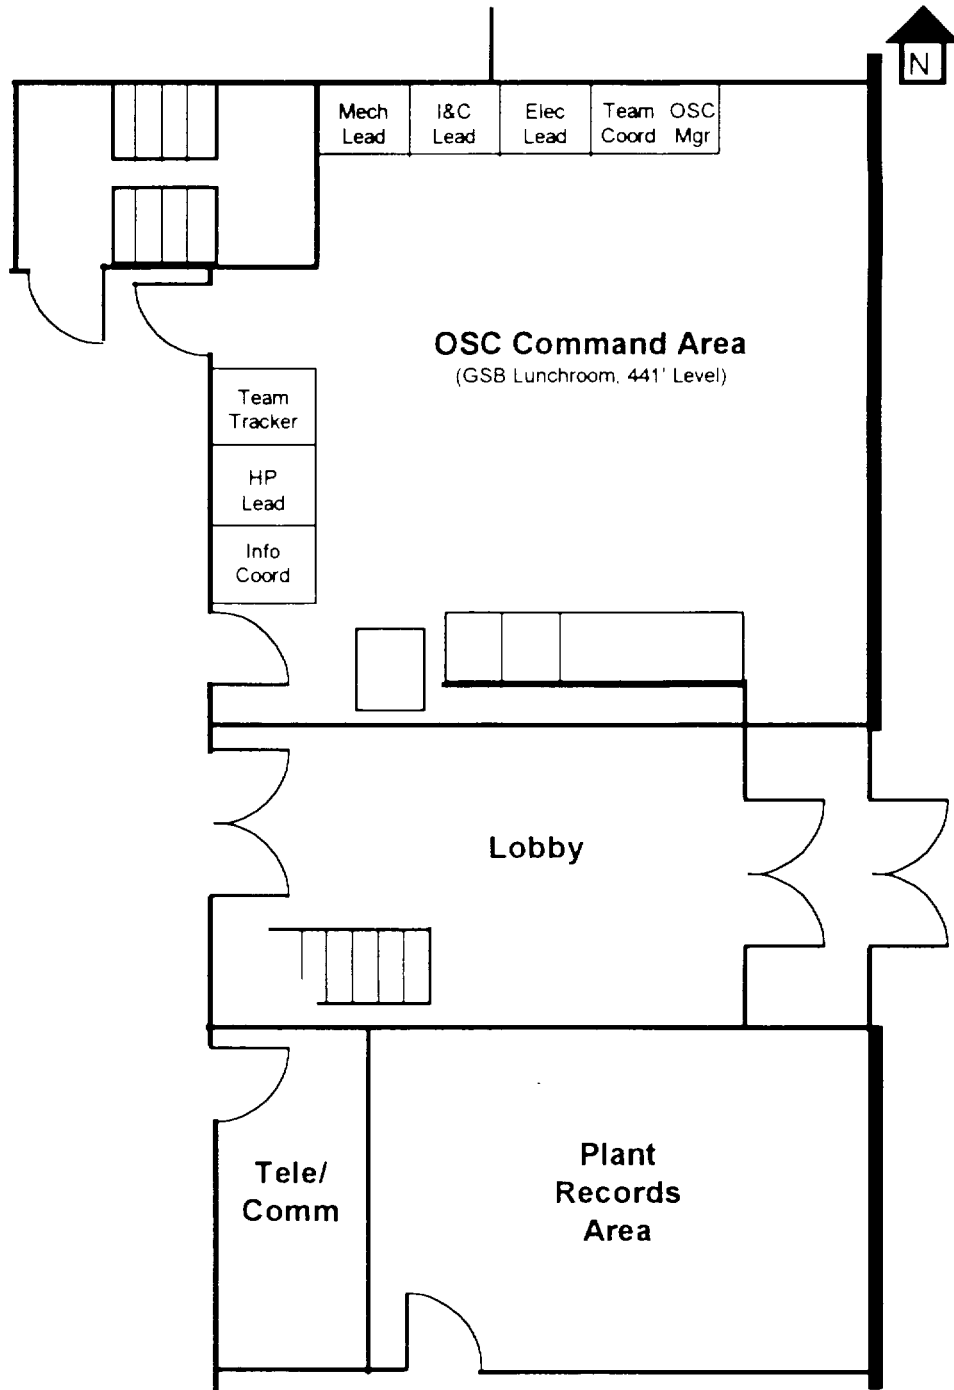 N
Mech
Lead
I&C
Lead
Elec
Lead
Team OSC
Coord Mgr
OSC Command Area
(GSB Lunchroom, 441' Level)
Team
Tracker
HP
Lead
Info
Coord
Lobby
Tele/
Comm
Plant
Records
Area